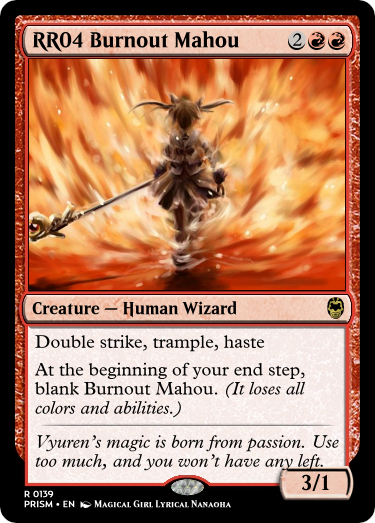 RR04 Burnout Mahou 2
Creature — Human Wizard
Double strike, trample, haste
At the beginning of your end step,
blank Burnout Mahou. (It loses all
colors and abilities.)
Vyuren's magic is born from passion. Use
too much, and you won't have any left.
3/1
R 0139
PRISM • EN Magical Girl Lyrical Nanaoha